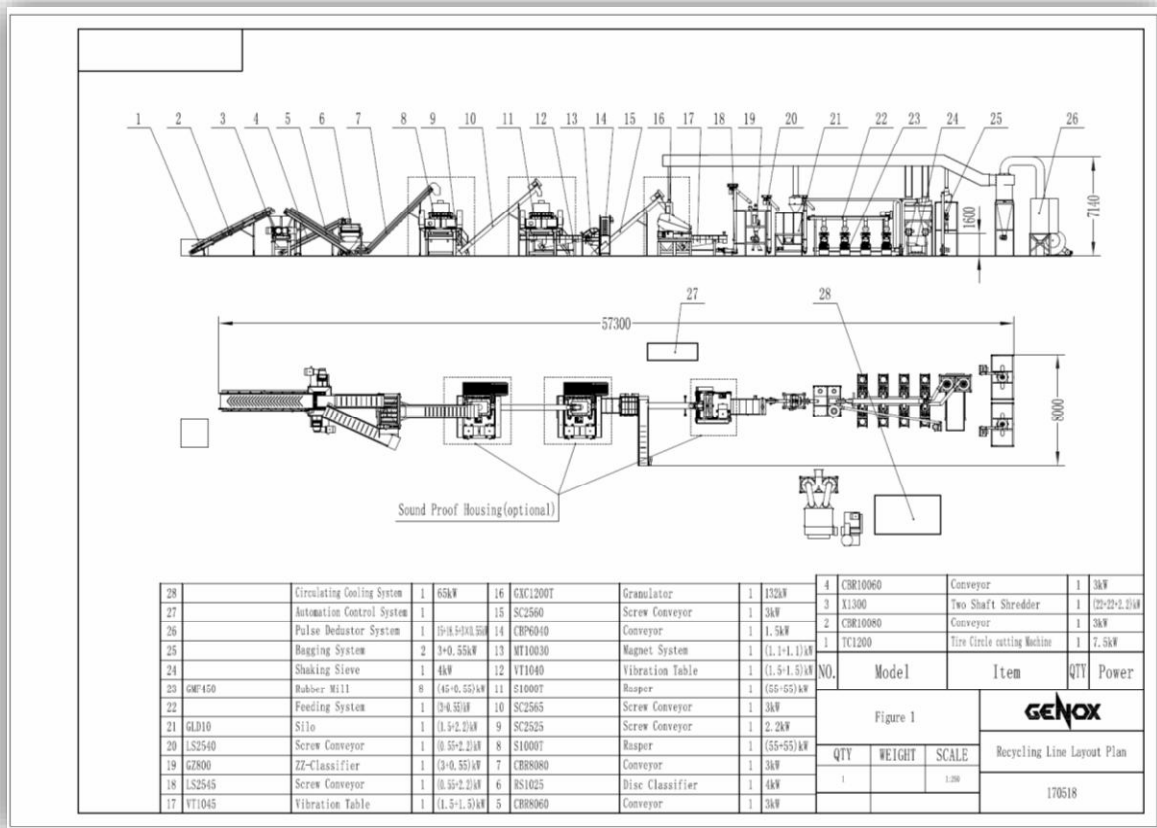 1 2 3 4 5 6 7 8 9 10 11 12 13 14 15 16 17 18 19 20 21 22 23 24 25 26
1600
7140
27 28
57300
8000
Sound Proof Housing(optional)
28 Circulating Cooling System 1 65kW 16 GXC1200T Granulator 1 132kW
27 Automation Control System 1 15 SC2560 Screw Conveyor 1 3kW
26 Pulse Dedustor System 1 14 CBP6040 Conveyor 1 1.5kW
25 Bagging System 2 3+0.55kW 13 MT10030 Magnet System 1 (1.1+1.1)kW
24 Shaking Sieve 1 4kW 12 VT1040 Vibration Table 1 (1.5+1.5)kW
23 GMF450 Rubber Mill 8 (45+0.55)kW 11 S1000T Rasper 1 (55+55)kW
22 Feeding System 1 (3+0.55)kW 10 SC2565 Screw Conveyor 1 3kW
21 GLD10 Silo 1 (1.5+2.2)kW 9 SC2525 Screw Conveyor 1 2.2kW
20 LS2540 Screw Conveyor 1 (0.55+2.2)kW 8 S1000T Rasper 1 (55+55)kW
19 GZ800 ZZ-Classifier 1 (3+0.55)kW 7 CBR8080 Conveyor 1 3kW
18 LS2545 Screw Conveyor 1 (0.55+2.2)kW 6 RS1025 Disc Classifier 1 4kW
17 VT1045 Vibration Table 1 (1.5+1.5)kW 5 CBR8060 Conveyor 1 3kW
4 CBR10060 Conveyor 1 3kW
3 X1300 Two Shaft Shredder 1 (22+22+2.2)kW
2 CBR10080 Conveyor 1 3kW
1 TC1200 Tire Circle cutting Machine 1 7.5kW
NO. Model Item QTY Power
Figure 1
GENOX
QTY WEIGHT SCALE
1
Recycling Line Layout Plan
170518